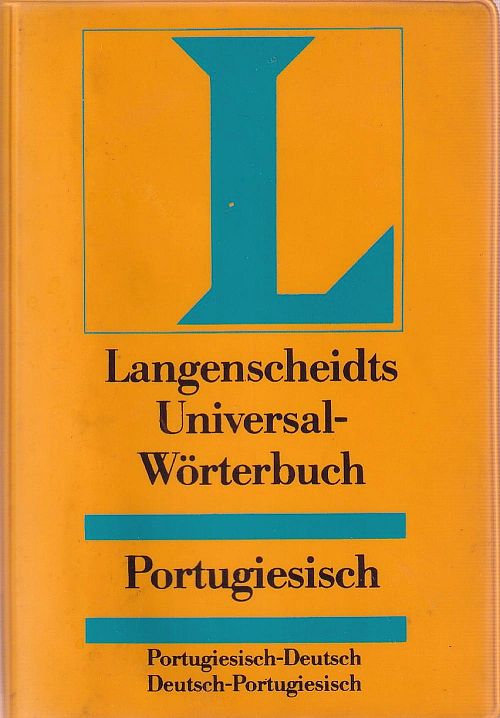 L
Langenscheidts
Universal-
Wörterbuch
Portugiesisch
Portugiesisch-Deutsch
Deutsch-Portugiesisch